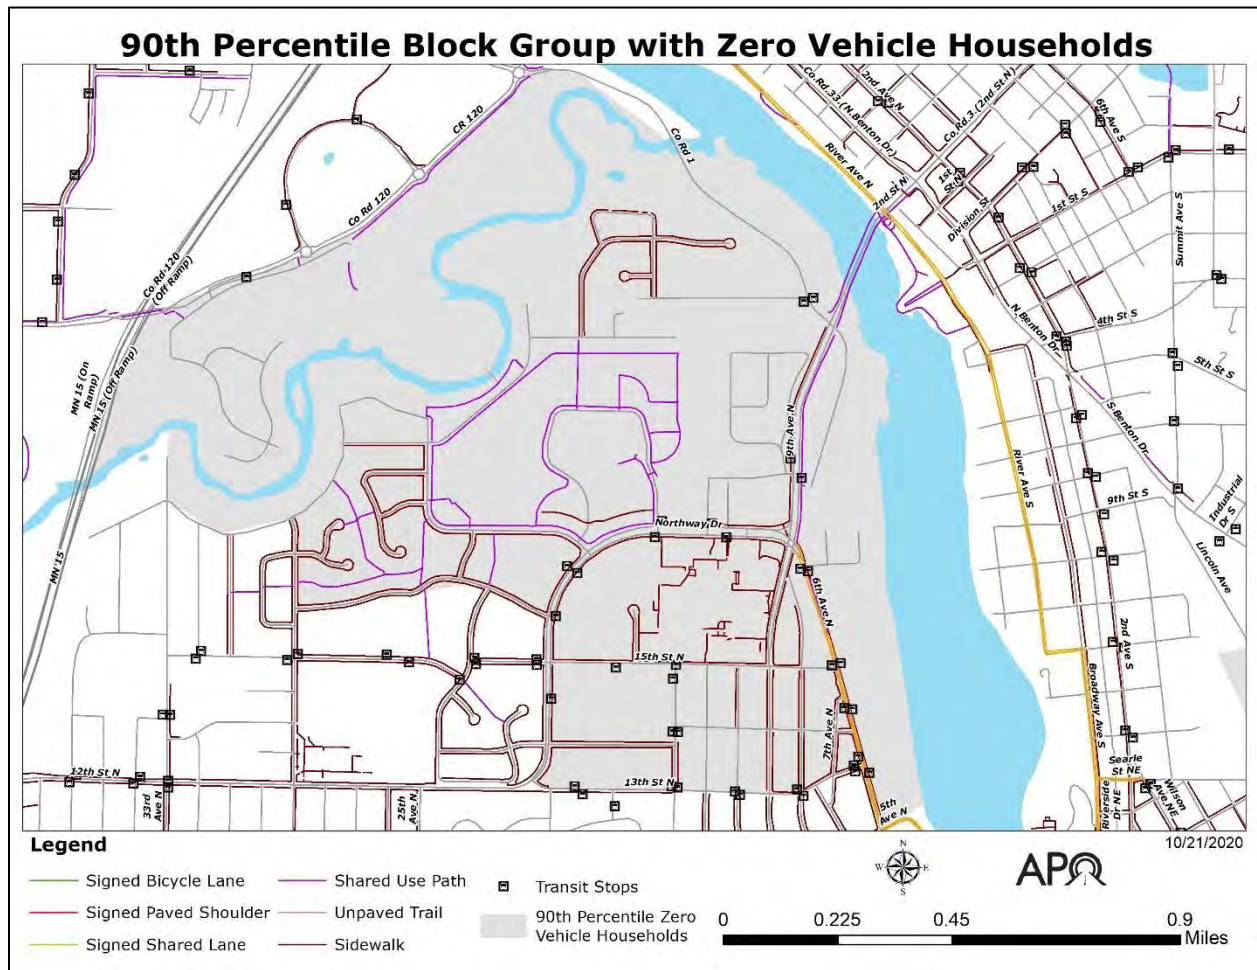 90th Percentile Block Group with Zero Vehicle Households
CR 120
Co Rd 120
Co Rd 1
Co Rd 33 (N Benton Dr)
2nd Ave N
Co Rd 3 (2nd St N)
6th Ave S
River Ave N
2nd St N
1st
St N
Division St
1st St S
Summit Ave S
Co Rd 120
(Off Ramp)
MN 15 (On
Ramp)
MN 15 (Off Ramp)
N Benton Dr
4th St S
5th St S
S Benton Dr
9th Ave N
River Ave S
9th St S
Industrial
Dr S
Lincoln Ave
Northway Dr
MN 15
6th Ave N
2nd Ave S
15th St N
Broadway Ave S
7th Ave N
12th St N
13th St N
33rd
Ave N
25th
Ave N
5th
Ave N
Searle
St NE
Riverside
Dr NE
Wilson
Ave NE
10/21/2020
Legend
Signed Bicycle Lane
Signed Paved Shoulder
Signed Shared Lane
Shared Use Path
Unpaved Trail
Sidewalk
Transit Stops
90th Percentile Zero
Vehicle Households
N
W E
S
APO
0 0.225 0.45 0.9
Miles